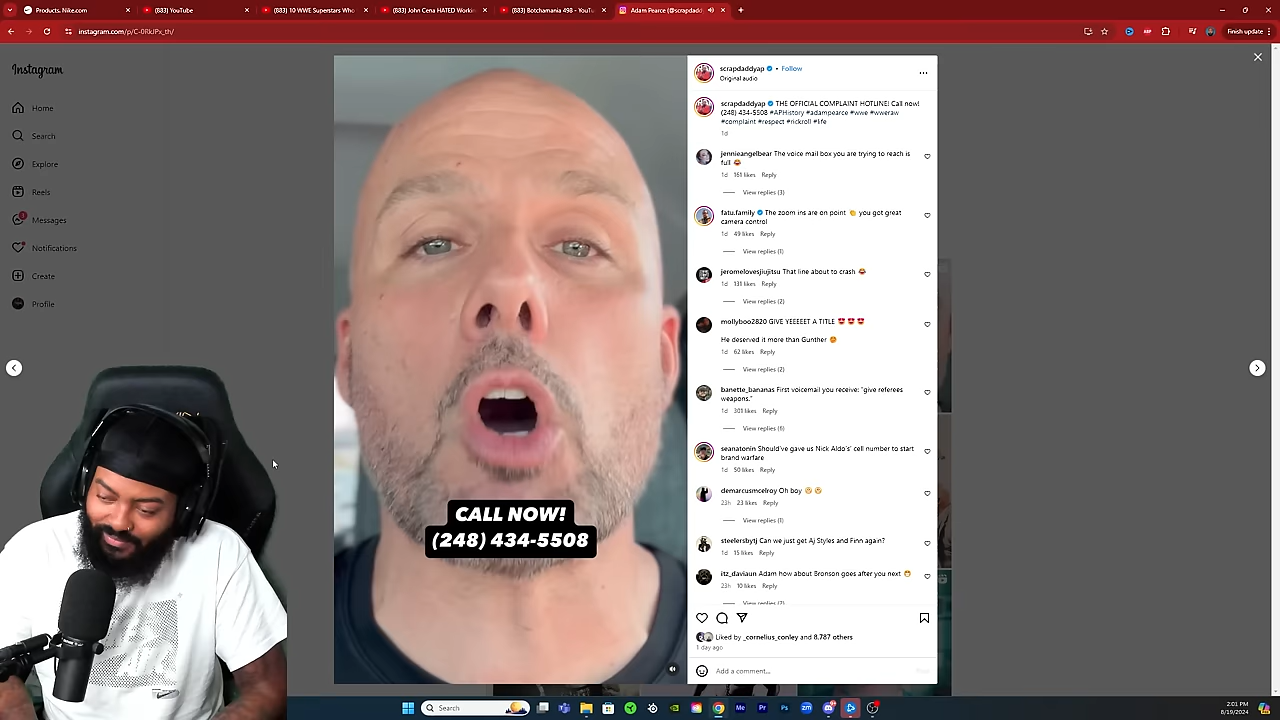 Products. Nike.com
(883) YouTube
(883) 10 WWE Superstars Who
(883) John Cena HATED Workin
(883) Botchamania 498 - YouTu
Adam Pearce (@scrapdadd
instagram.com/p/C-0RkJPx_th/
Finish update
Instagram
Home
Search
Explore
Reels
Messages
Notifications
Create
Profile
CALL NOW!
(248) 434-5508
scrapdaddyap • Follow
Original audio
scrapdaddyap THE OFFICIAL COMPLAINT HOTLINE! Call now!
(248) 434-5508 #APHistory #adampearce #wwe #wweraw
#complaint #respect #rickroll #life
1d
jennieangelbear The voice mail box you are trying to reach is
full 😂
1d 161 likes Reply
View replies (3)
fatu.family The zoom ins are on point 👏 you got great
camera control
1d 49 likes Reply
View replies (1)
jeromelovesjiujitsu That line about to crash 😂
1d 131 likes Reply
View replies (2)
mollyboo2820 GIVE YEEEEET A TITLE 😍 😍 😍
He deserved it more than Gunther 🤩
1d 62 likes Reply
View replies (2)
banette_bananas First voicemail you receive: "give referees
weapons."
1d 301 likes Reply
View replies (6)
seanatonin Should've gave us Nick Aldo's' cell number to start
brand warfare
1d 50 likes Reply
demarcusmcelroy Oh boy
23h 23 likes Reply
View replies (1)
steelersbytj Can we just get Aj Styles and Finn again?
1d 15 likes Reply
itz_daviaun Adam how about Bronson goes after you next
23h 10 likes Reply
View replies (2)
Liked by _cornelius_conley and 8,787 others
1 day ago
Add a comment...
Search
2:01 PM
8/19/2024